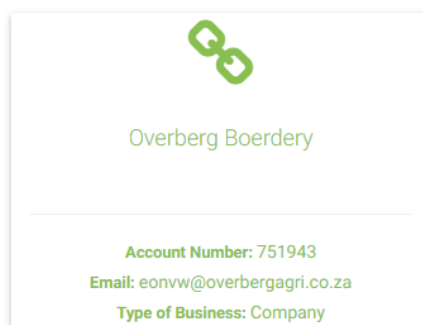 Overberg Boerdery
Account Number: 751943
Email: eonvw@overbergagri.co.za
Type of Business: Company